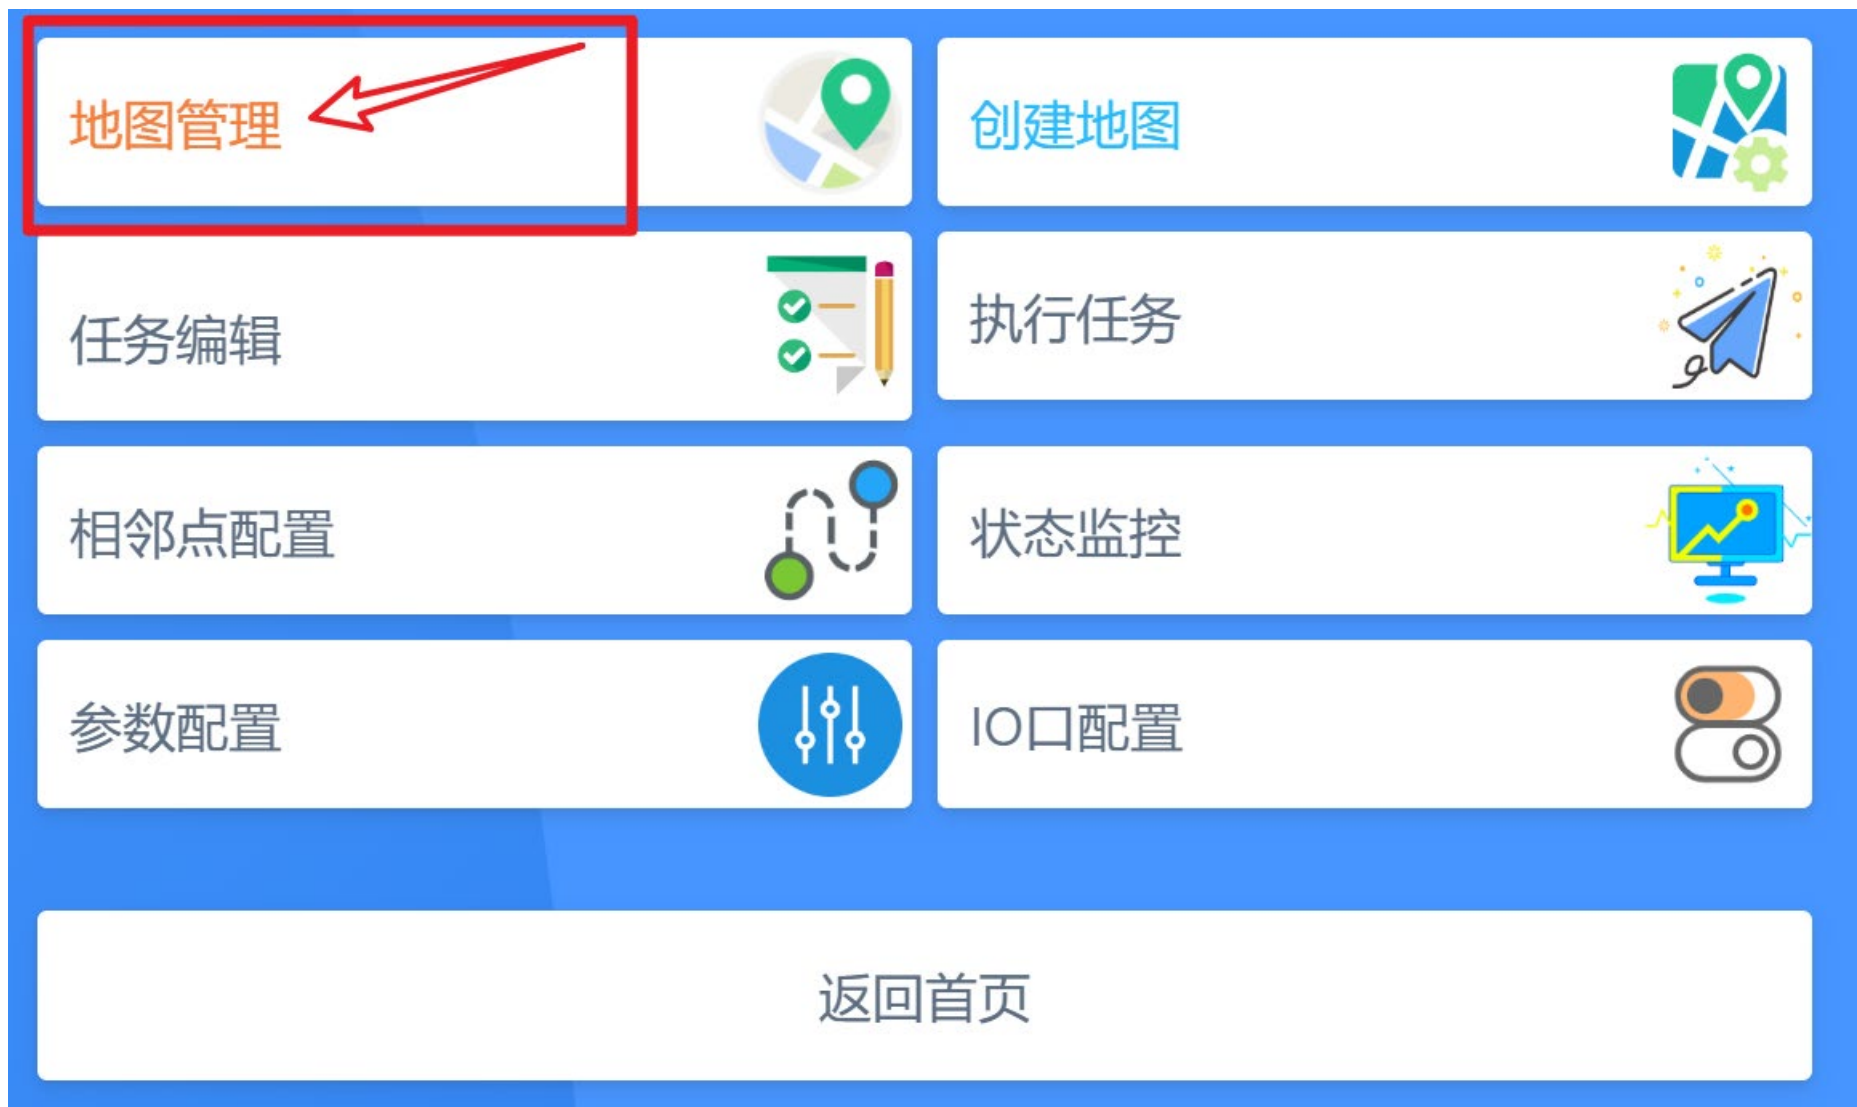 地图管理
创建地图
任务编辑
执行任务
相邻点配置
状态监控
参数配置
IO口配置
返回首页